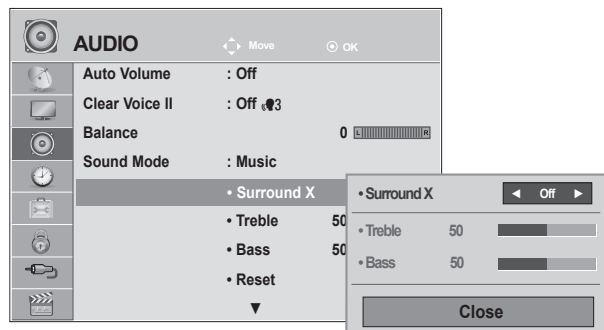 AUDIO
Move
OK
Auto Volume : Off
Clear Voice II : Off 3
Balance 0 L R
Sound Mode : Music
• Surround X
• Treble 50
• Bass 50
• Reset
▼
• Surround X ◄ Off ►
• Treble 50
• Bass 50
Close